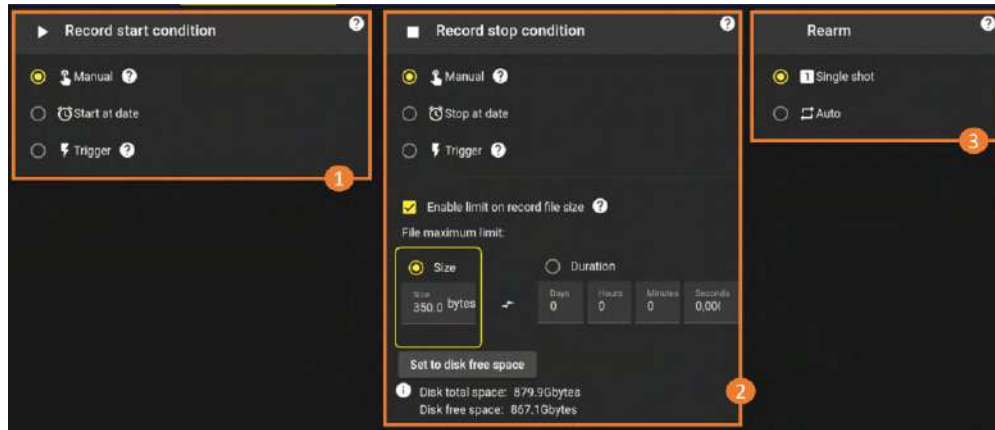 Record start condition
?
Manual ?
Start at date
Trigger ?
1
Record stop condition
?
Manual ?
Stop at date
Trigger ?
Enable limit on record file size ?
File maximum limit:
Size
Duration
Size
350.0 bytes
Days
0
Hours
0
Minutes
0
Seconds
0,00
Set to disk free space
i Disk total space: 879.9Gbytes
Disk free space: 867.1Gbytes
2
Rearm
?
1 Single shot
Auto
3